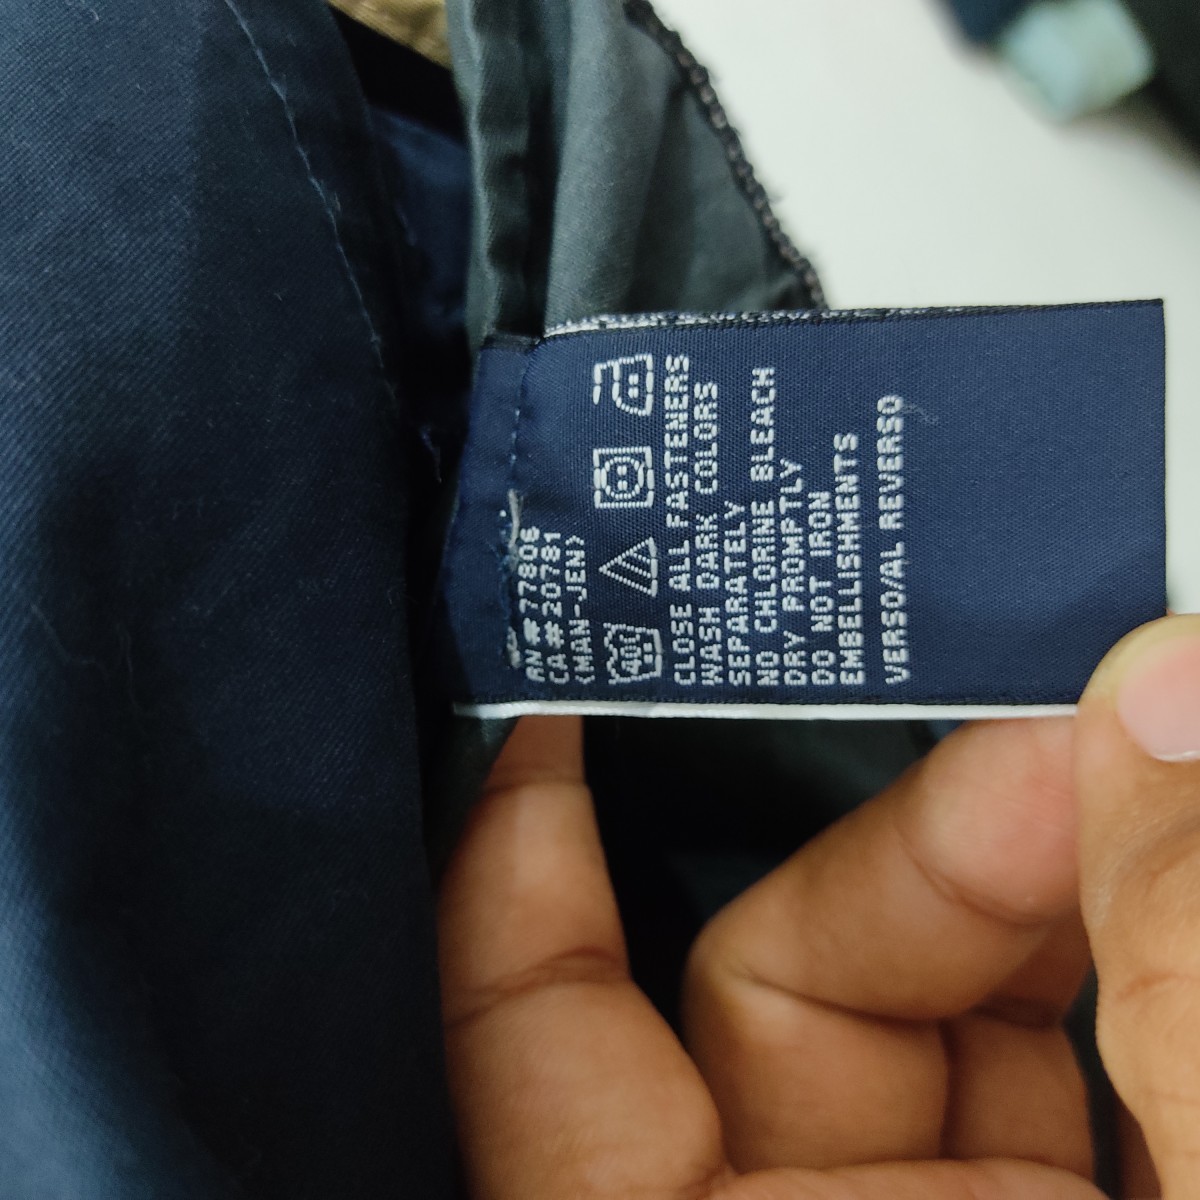 RN# 77806
CA# 20781
(MAN-JEN)
40C
CLOSE ALL FASTENERS
WASH DARK COLORS
SEPARATELY
NO CHLORINE BLEACH
DRY PROMPTLY
DO NOT IRON
EMBELLISHMENTS
VERSO/AL REVERSO